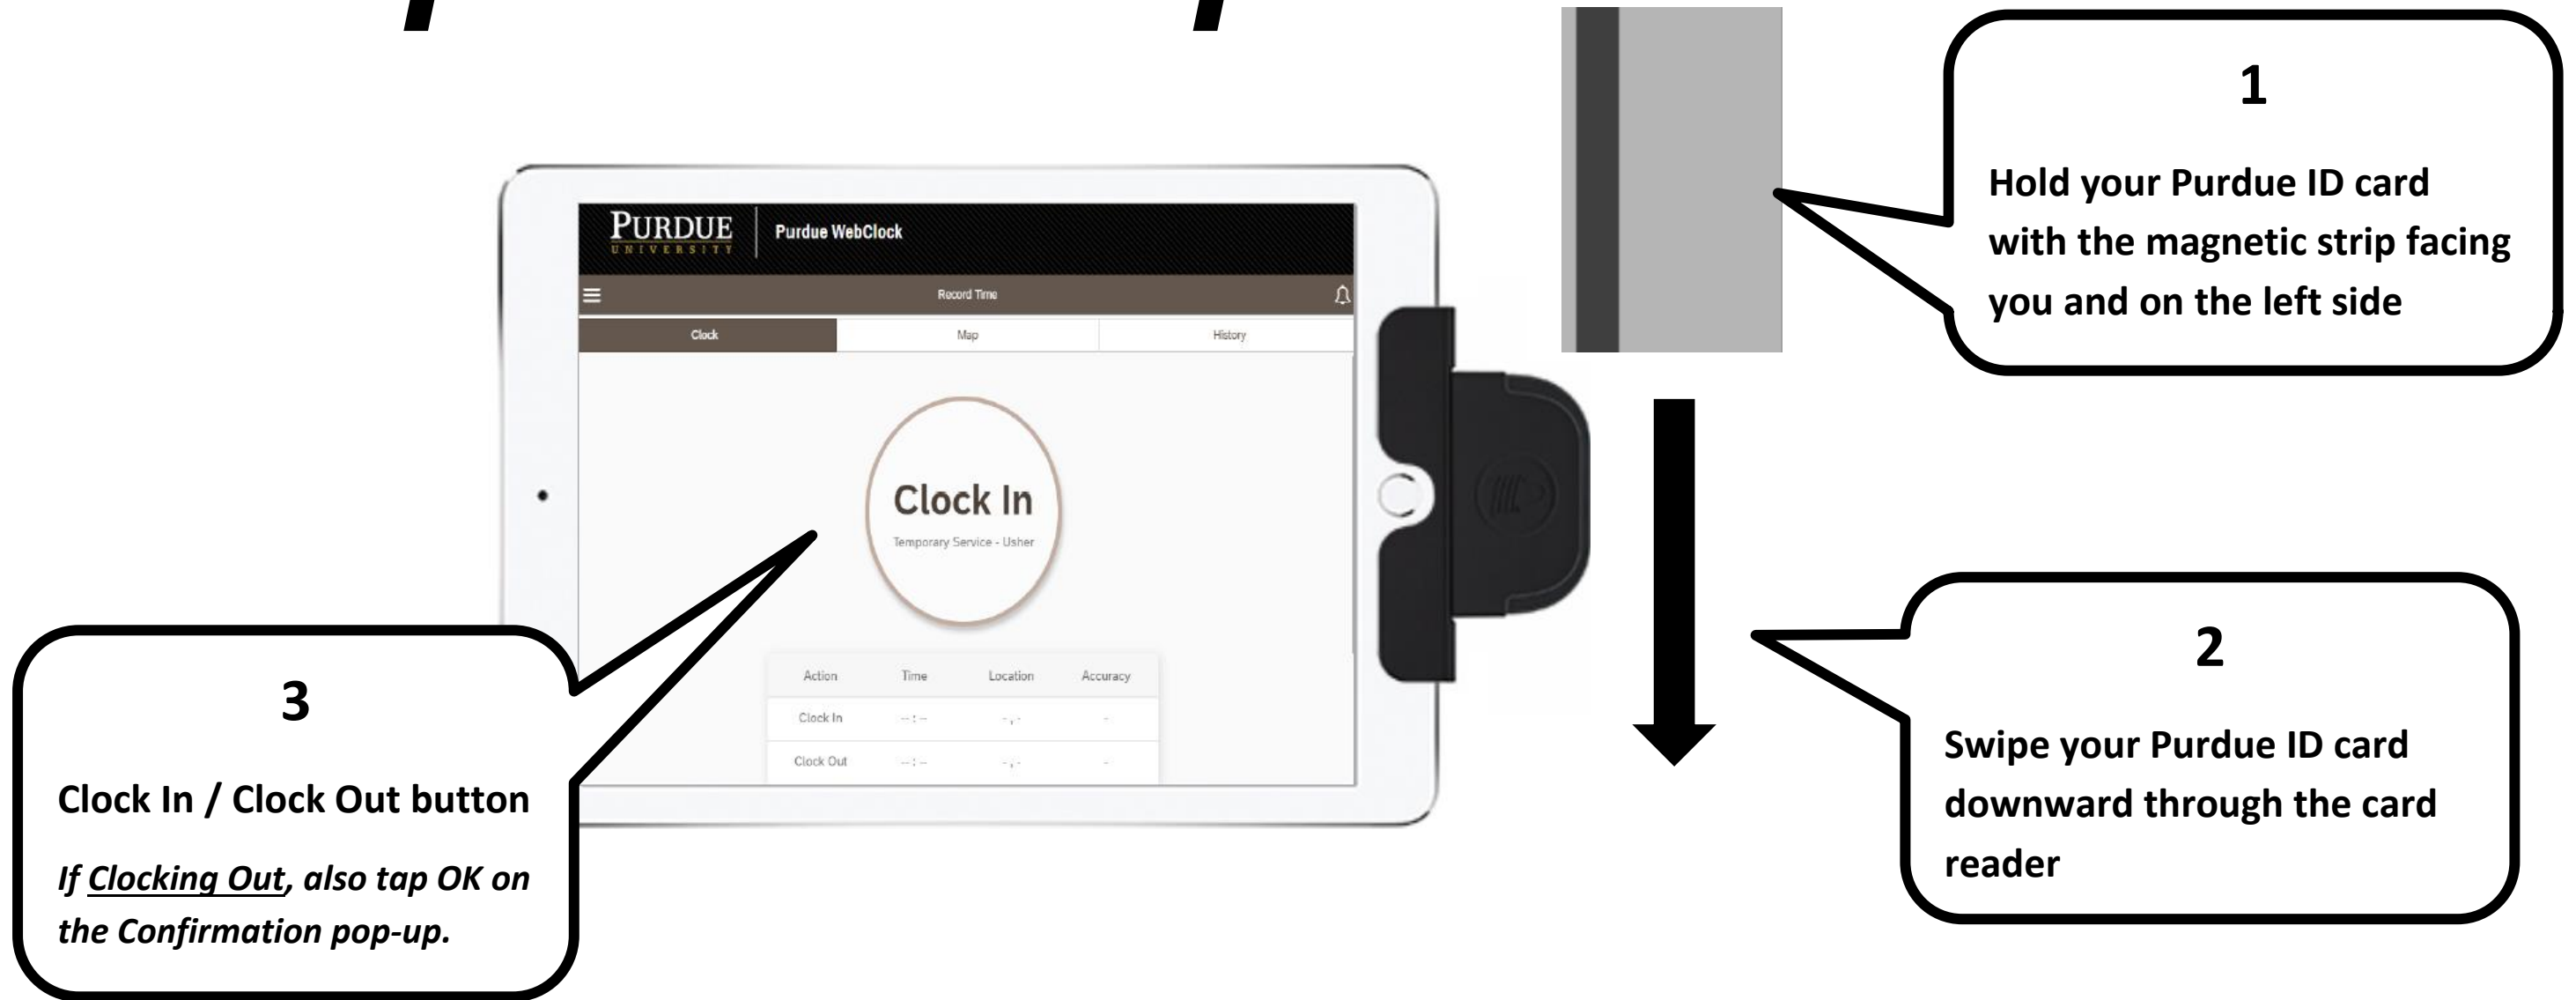 1
Hold your Purdue ID card
with the magnetic strip facing
you and on the left side
PURDUE
UNIVERSITY
Purdue WebClock
Record Time
Clock
Map
History
Clock In
Temporary Service - Usher
Action Time Location Accuracy
Clock In --:-- -,- -
Clock Out --:-- -,- -
2
Swipe your Purdue ID card
downward through the card
reader
3
Clock In / Clock Out button
If Clocking Out, also tap OK on
the Confirmation pop-up.